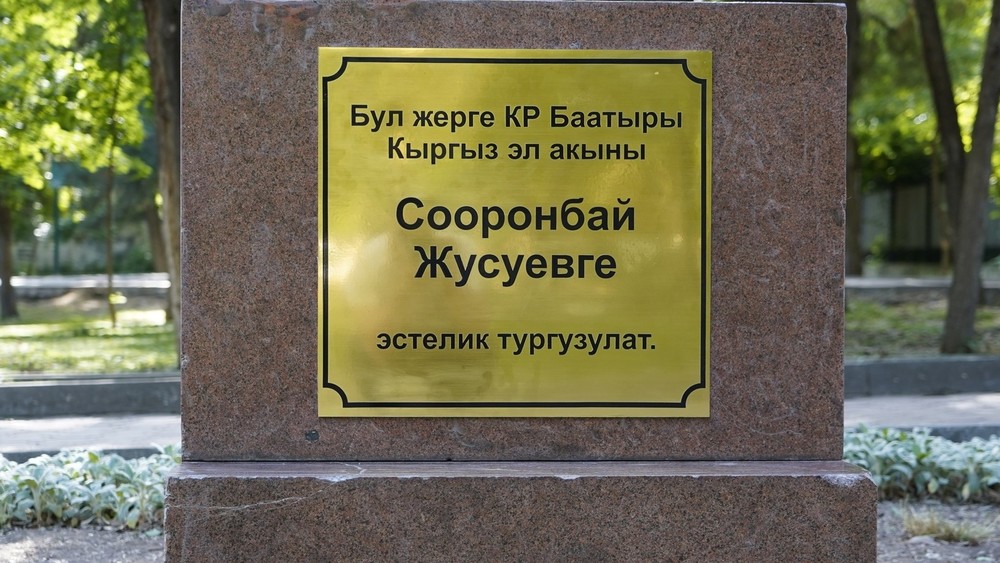 Бул жерге КР Баатыры
Кыргыз эл акыны
Сооронбай
Жусуевге
эстелик тургузулат.